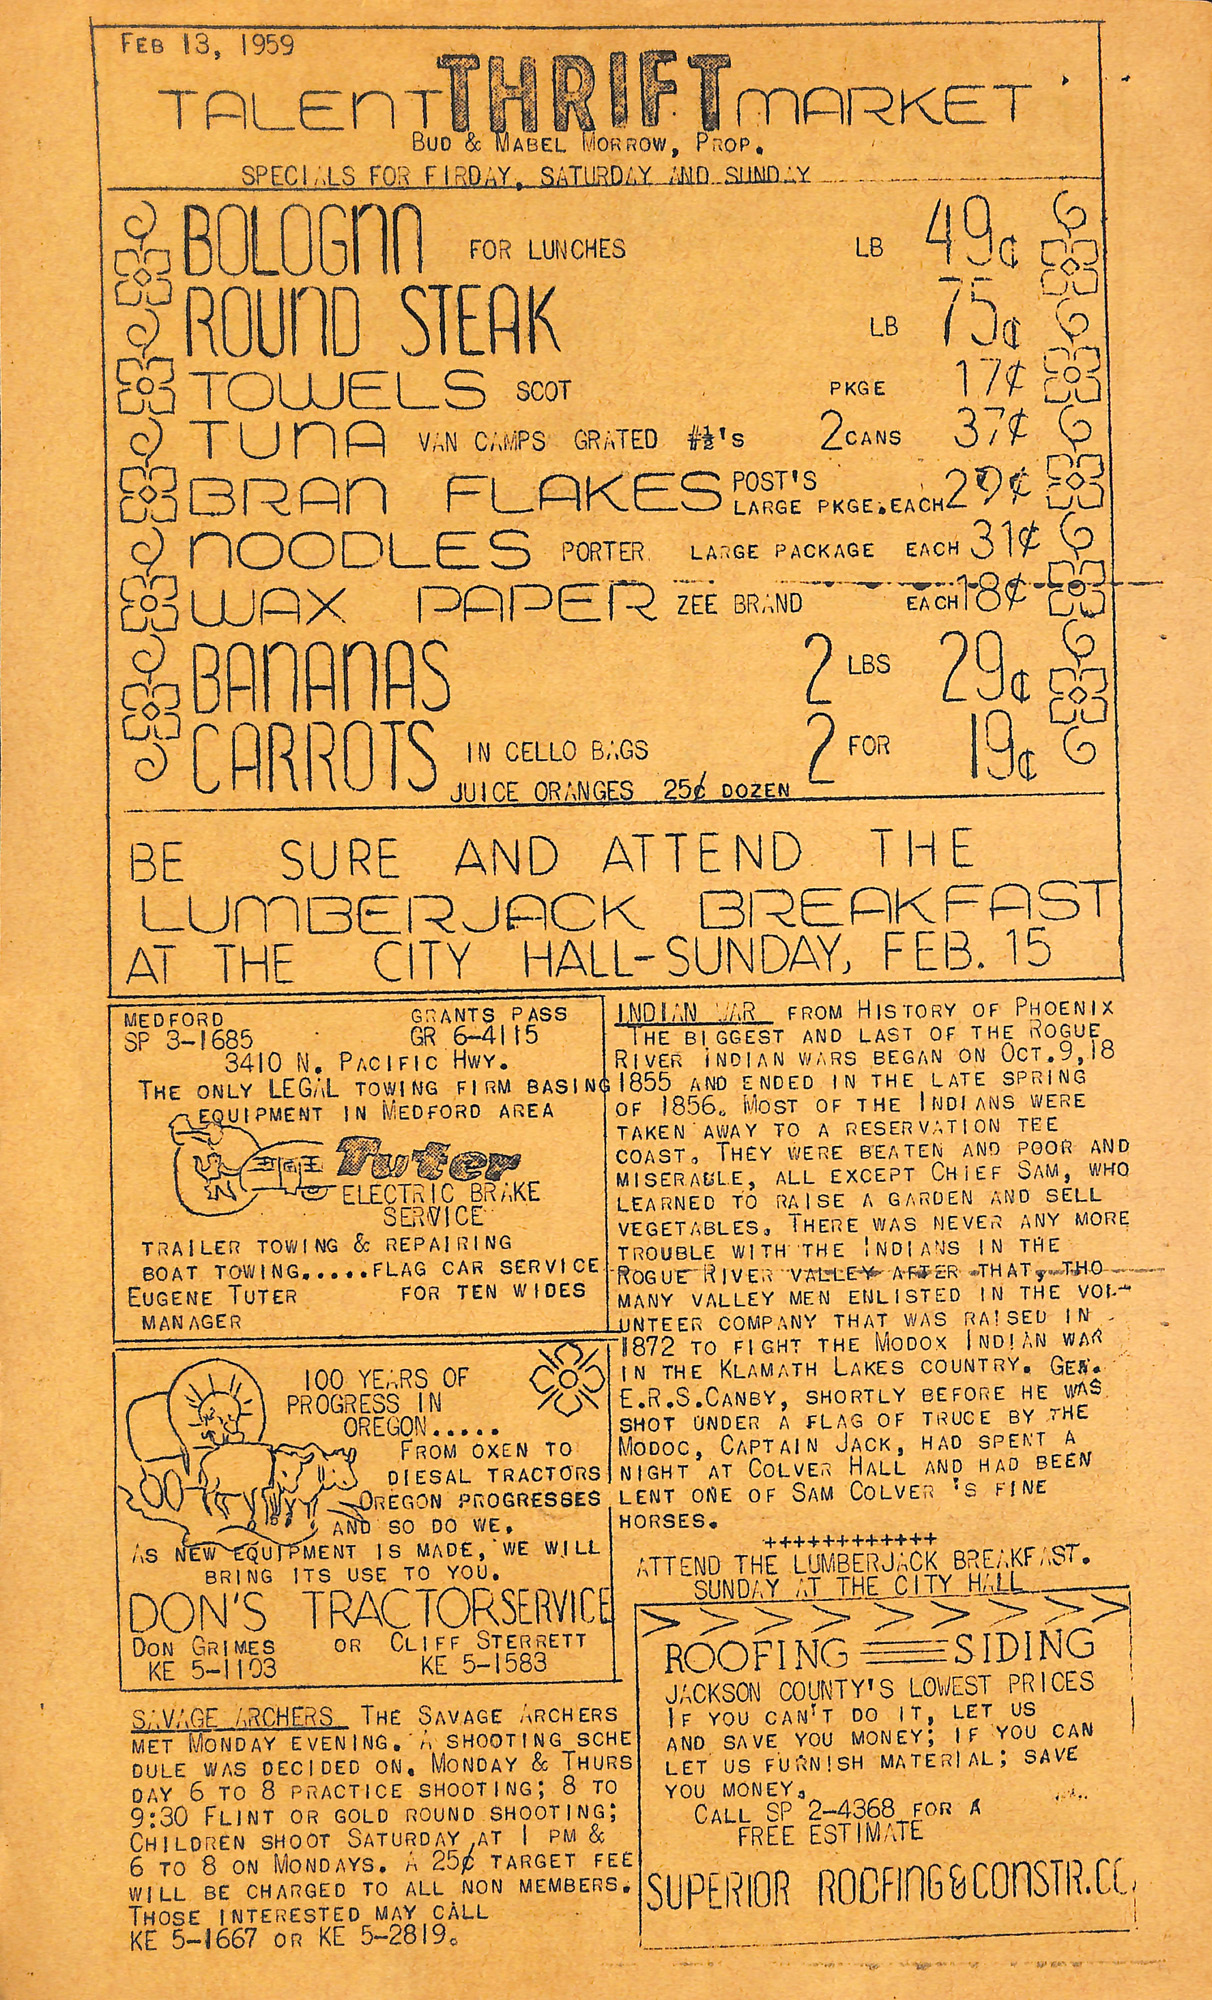 FEB 13, 1959
TALENT THRIFT MARKET
BUD & MABEL MORROW, PROP.
SPECIALS FOR FIRDAY, SATURDAY AND SUNDAY
BOLOGNA FOR LUNCHES LB 49¢
ROUND STEAK LB 75¢
TOWELS SCOT PKGE 17¢
TUNA VAN CAMPS GRATED #½'S 2 CANS 37¢
BRAN FLAKES POST'S LARGE PKGE. EACH 29¢
NOODLES PORTER LARGE PACKAGE EACH 31¢
WAX PAPER ZEE BRAND EACH 18¢
BANANAS 2 LBS 29¢
CARROTS IN CELLO BAGS 2 FOR 19¢
JUICE ORANGES 25¢ DOZEN
BE SURE AND ATTEND THE
LUMBERJACK BREAKFAST
AT THE CITY HALL-SUNDAY, FEB. 15
MEDFORD GRANTS PASS
SP 3-1685 GR 6-4115
3410 N. PACIFIC HWY.
THE ONLY LEGAL TOWING FIRM BASING
EQUIPMENT IN MEDFORD AREA
Tuter
ELECTRIC BRAKE
SERVICE
TRAILER TOWING & REPAIRING
BOAT TOWING.....FLAG CAR SERVICE
EUGENE TUTER FOR TEN WIDES
MANAGER
100 YEARS OF
PROGRESS IN
OREGON.....
FROM OXEN TO
DIESAL TRACTORS
OREGON PROGRESSES
AND SO DO WE.
AS NEW EQUIPMENT IS MADE, WE WILL
BRING ITS USE TO YOU.
DON'S TRACTOR SERVICE
DON GRIMES OR CLIFF STERRETT
KE 5-1103 KE 5-1583
SAVAGE ARCHERS THE SAVAGE ARCHERS
MET MONDAY EVENING. A SHOOTING SCHE
DULE WAS DECIDED ON. MONDAY & THURS
DAY 6 TO 8 PRACTICE SHOOTING; 8 TO
9:30 FLINT OR GOLD ROUND SHOOTING;
CHILDREN SHOOT SATURDAY AT 1 PM &
6 TO 8 ON MONDAYS. A 25¢ TARGET FEE
WILL BE CHARGED TO ALL NON MEMBERS.
THOSE INTERESTED MAY CALL
KE 5-1667 OR KE 5-2819.
INDIAN WAR FROM HISTORY OF PHOENIX
THE BIGGEST AND LAST OF THE ROGUE
RIVER INDIAN WARS BEGAN ON OCT.9,18
1855 AND ENDED IN THE LATE SPRING
OF 1856. MOST OF THE INDIANS WERE
TAKEN AWAY TO A RESERVATION TEE
COAST. THEY WERE BEATEN AND POOR AND
MISERABLE, ALL EXCEPT CHIEF SAM, WHO
LEARNED TO RAISE A GARDEN AND SELL
VEGETABLES. THERE WAS NEVER ANY MORE
TROUBLE WITH THE INDIANS IN THE
ROGUE RIVER VALLEY AFTER THAT, THO
MANY VALLEY MEN ENLISTED IN THE VOL-
UNTEER COMPANY THAT WAS RAISED IN
1872 TO FIGHT THE MODOX INDIAN WAR
IN THE KLAMATH LAKES COUNTRY. GEN.
E.R.S.CANBY, SHORTLY BEFORE HE WAS
SHOT UNDER A FLAG OF TRUCE BY THE
MODOC, CAPTAIN JACK, HAD SPENT A
NIGHT AT COLVER HALL AND HAD BEEN
LENT ONE OF SAM COLVER 'S FINE
HORSES.
++++++++++++
ATTEND THE LUMBERJACK BREAKFAST.
SUNDAY AT THE CITY HALL
> > > > > > > >
ROOFING SIDING
JACKSON COUNTY'S LOWEST PRICES
IF YOU CAN'T DO IT, LET US
AND SAVE YOU MONEY; IF YOU CAN
LET US FURNISH MATERIAL; SAVE
YOU MONEY.
CALL SP 2-4368 FOR A
FREE ESTIMATE
SUPERIOR ROOFING & CONSTR.CO.